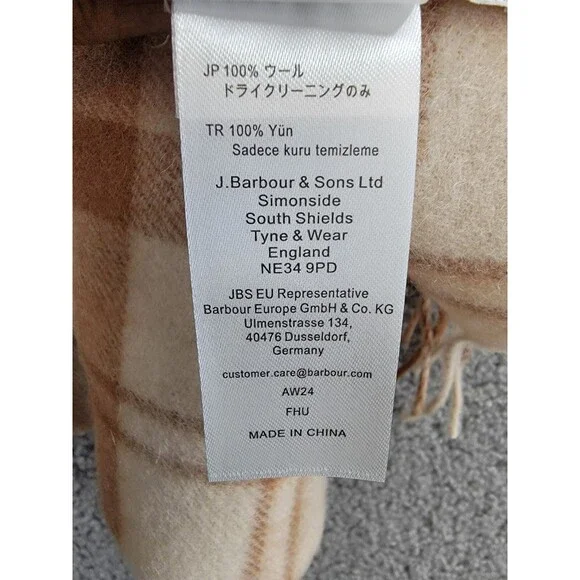 JP 100% ウール
ドライクリーニングのみ
TR 100% Yün
Sadece kuru temizleme
J.Barbour & Sons Ltd
Simonside
South Shields
Tyne & Wear
England
NE34 9PD
JBS EU Representative
Barbour Europe GmbH & Co. KG
Ulmenstrasse 134,
40476 Dusseldorf,
Germany
customer.care@barbour.com
AW24
FHU
MADE IN CHINA